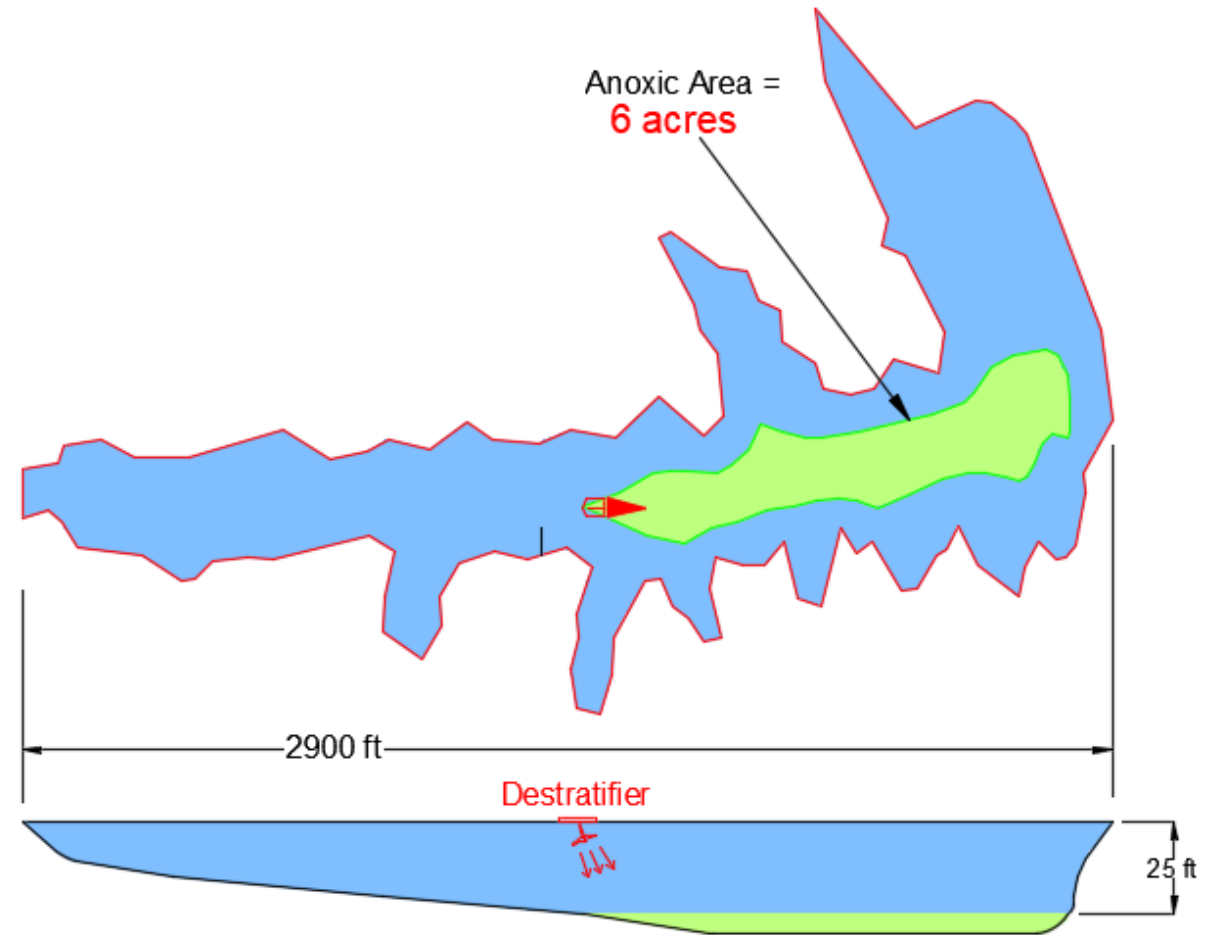 Anoxic Area =
6 acres
2900 ft
Destratifier
25 ft